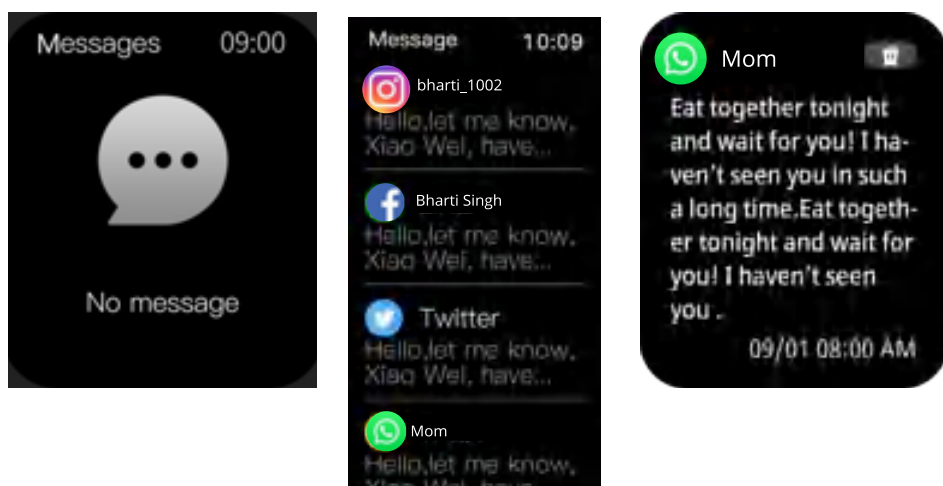 Messages 09:00
No message
Message 10:09
bharti_1002
Hello,let me know,
Xiao Wei, have...
Bharti Singh
Hello,let me know,
Xiao Wei, have...
Twitter
Hello,let me know,
Xiao Wei, have...
Mom
Hello,let me know,
Mom
Eat together tonight
and wait for you! I ha-
ven't seen you in such
a long time.Eat togeth-
er tonight and wait for
you! I haven't seen
you .
09/01 08:00 AM